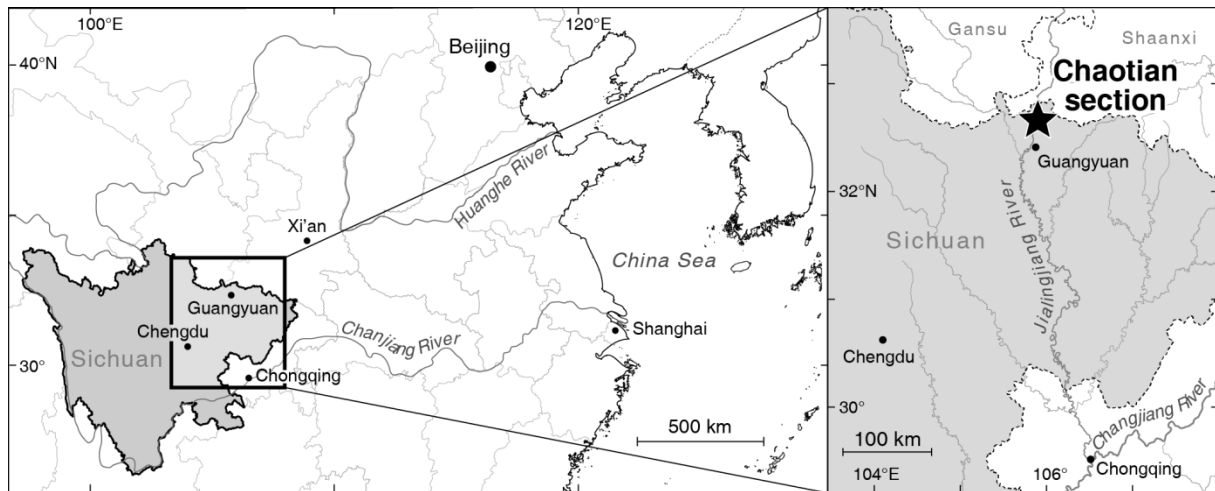 100°E
120°E
40°N
Beijing
Huanghe River
Xi'an
China Sea
Guangyuan
Chengdu
Sichuan
Chanjiang River
Shanghai
30°
Chongqing
500 km
Gansu
Shaanxi
Chaotian
section
Guangyuan
32°N
Sichuan
Jialingjiang River
Chengdu
30°
Changjiang River
100 km
104°E
106°
Chongqing